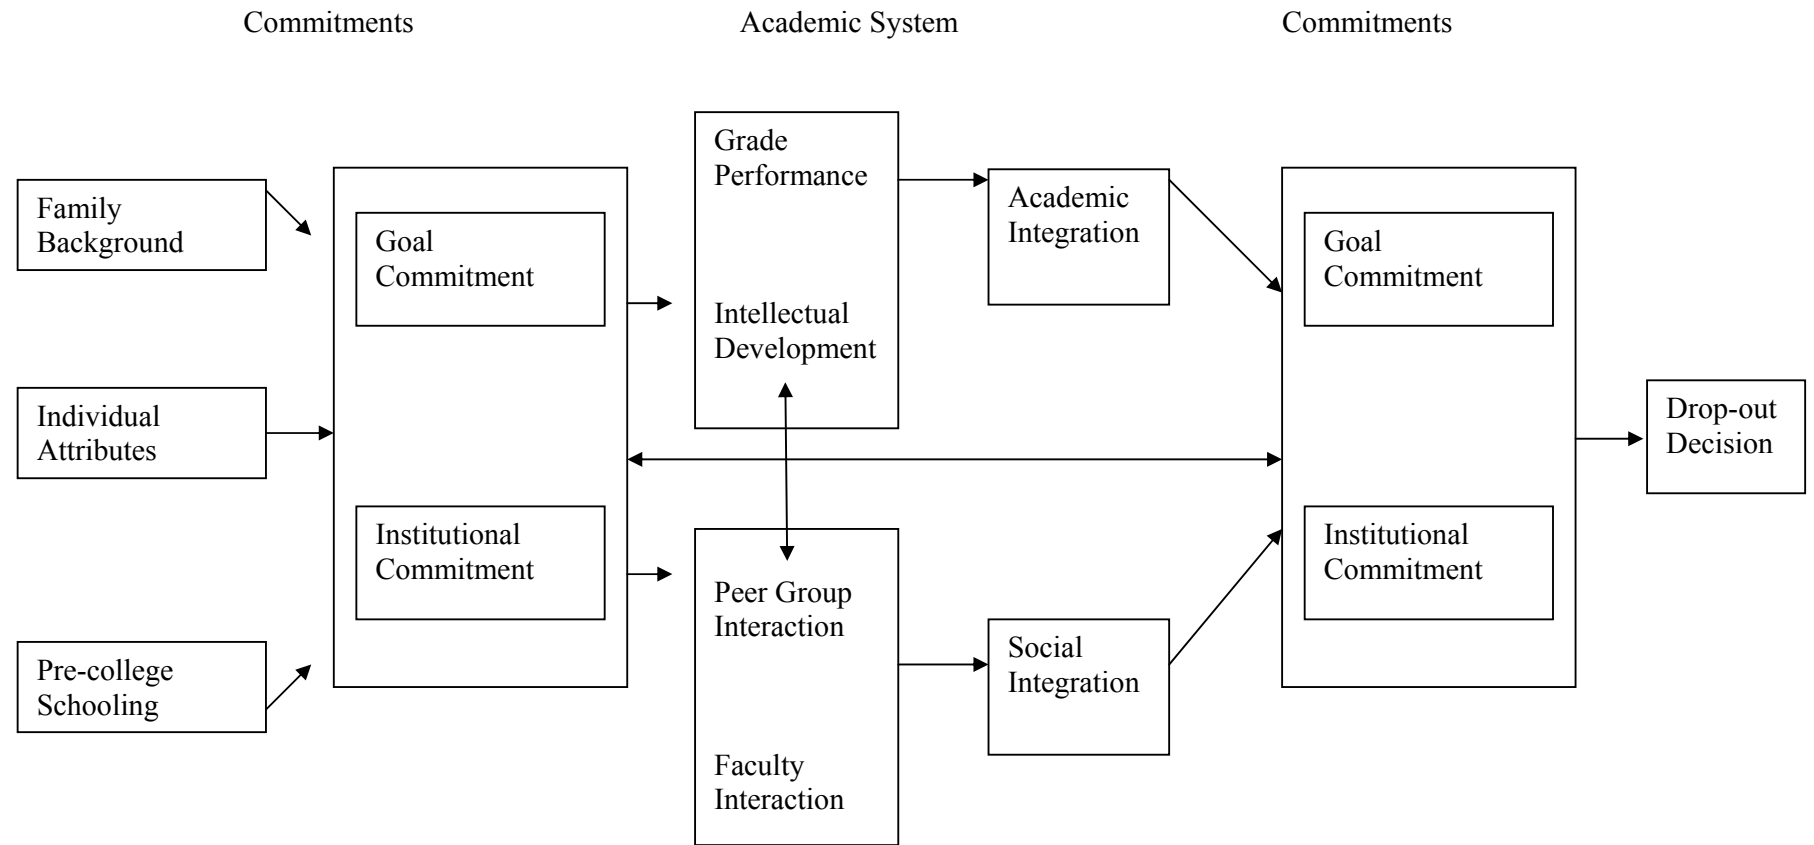 Commitments
Academic System
Commitments
Family
Background
Individual
Attributes
Pre-college
Schooling
Goal
Commitment
Institutional
Commitment
Grade
Performance
Intellectual
Development
Peer Group
Interaction
Faculty
Interaction
Academic
Integration
Social
Integration
Goal
Commitment
Institutional
Commitment
Drop-out
Decision